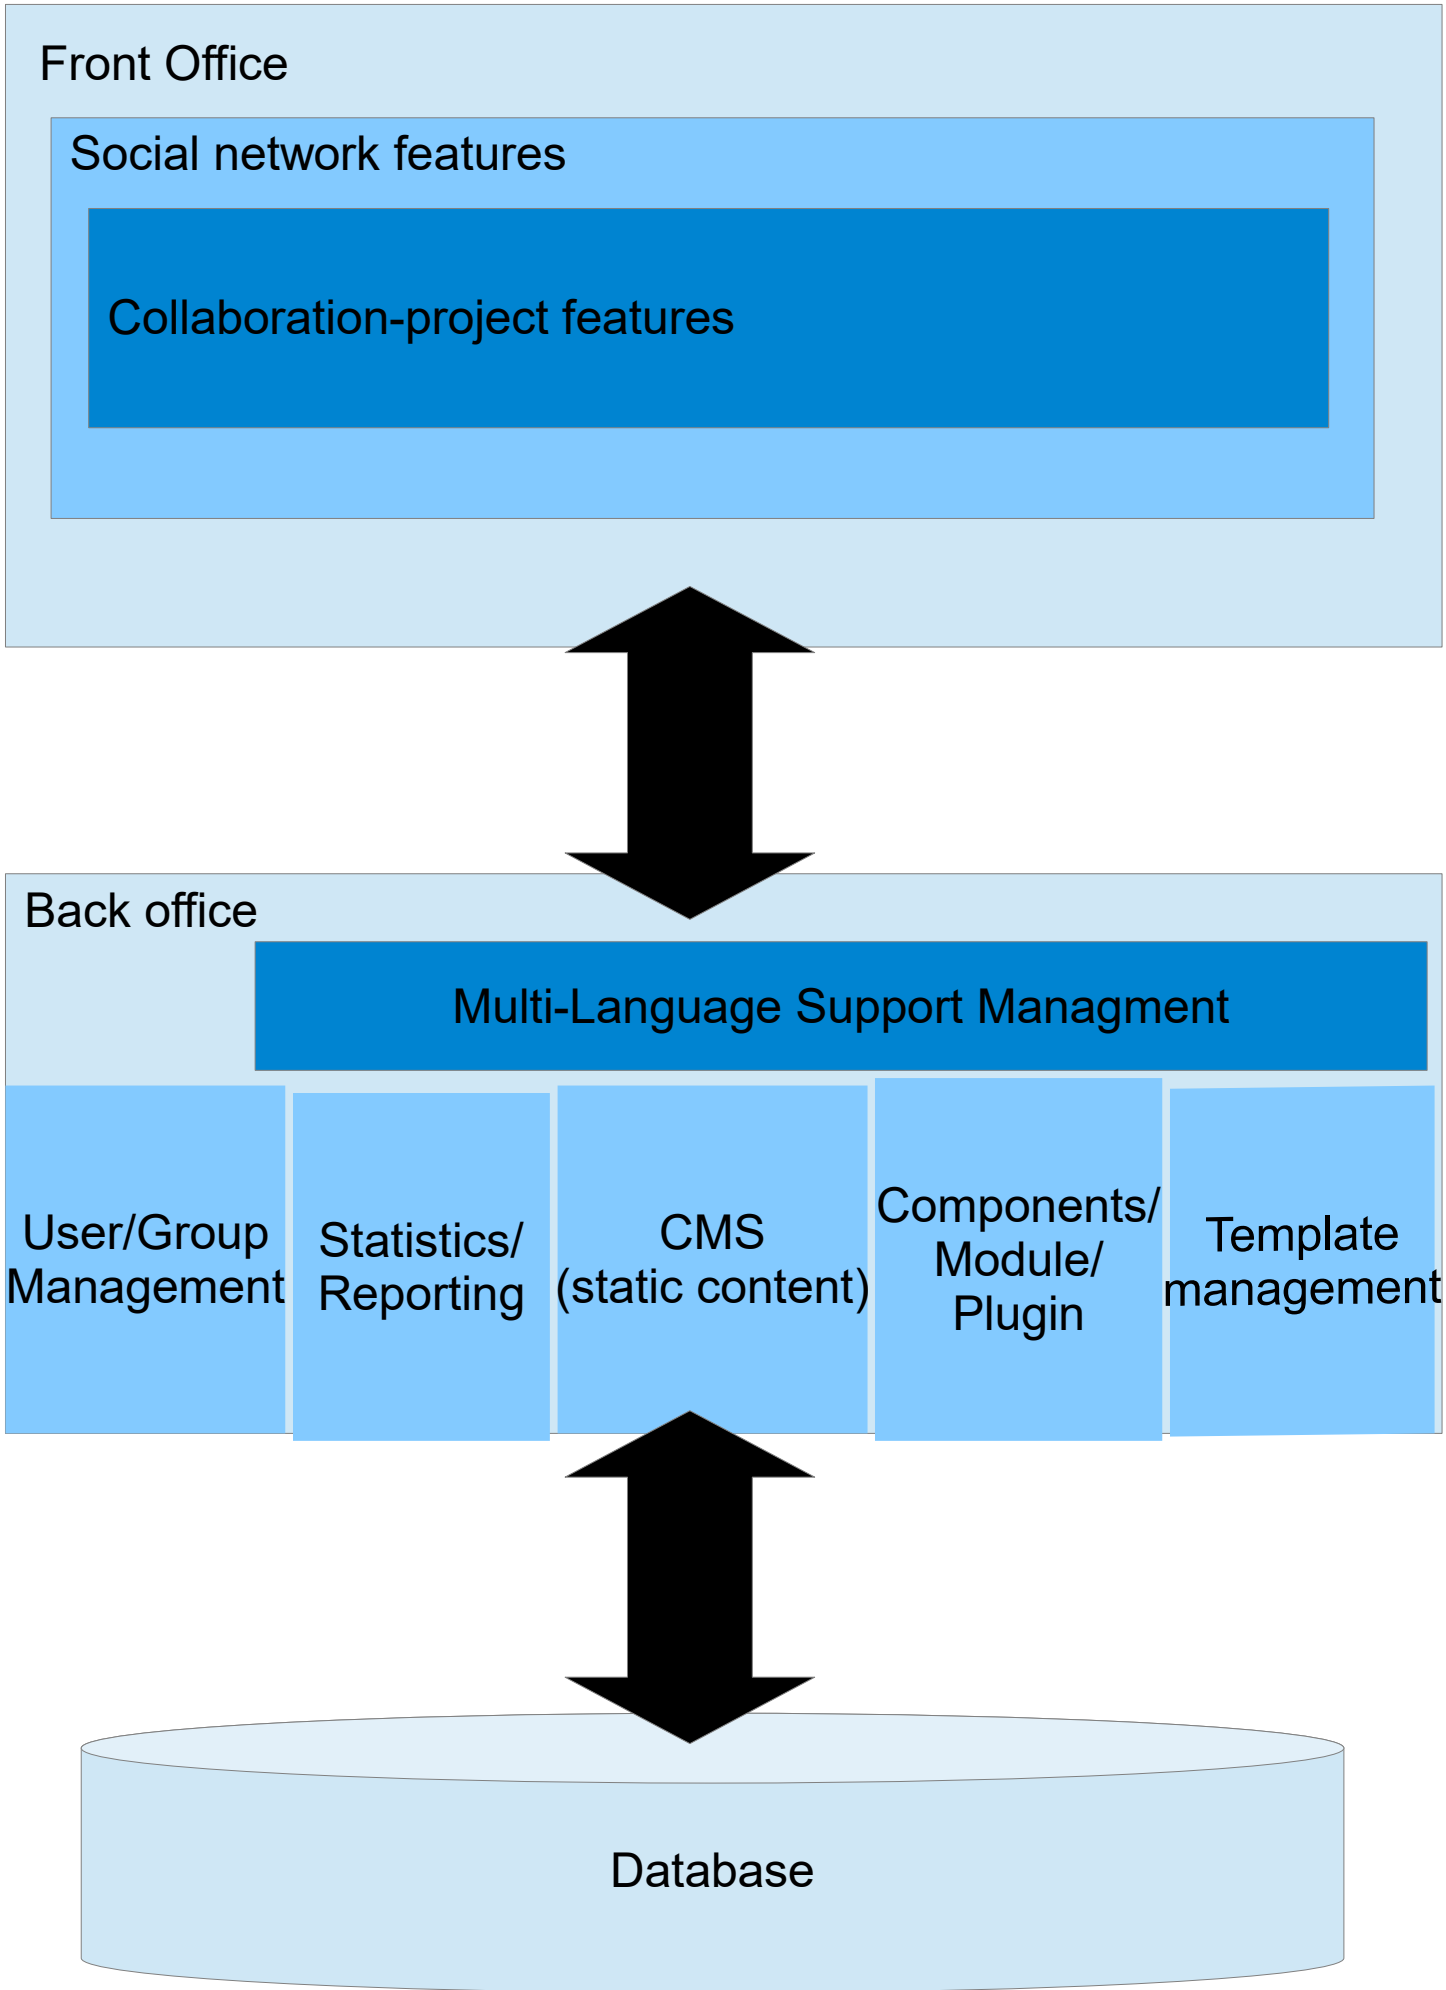 Front Office
Social network features
Collaboration-project features
Back office
Multi-Language Support Managment
User/Group
Management
Statistics/
Reporting
CMS
(static content)
Components/
Module/
Plugin
Template
management
Database